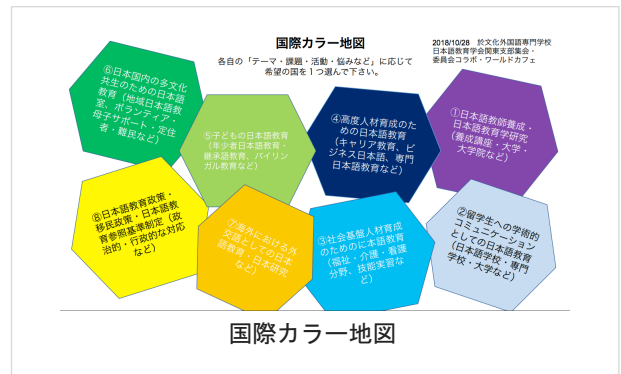 国際カラー地図
各自の「テーマ・課題・活動・悩みなど」に応じて
希望の国を１つ選んで下さい。
2018/10/28　於文化外国語専門学校
日本語教育学会関東支部集会・
委員会コラボ・ワールドカフェ
①日本語教師養成・
日本語教育学研究
（養成講座・大学・
大学院など）
②留学生への学術的
コミュニケーション
としての日本語教育
（日本語学校・専門
学校・大学など）
③社会基盤人材育成
のためのに本語教育
（福祉・介護・看護
分野、技能実習な
ど）
④高度人材育成のた
めの日本語教育
（キャリア教育、ビ
ジネス日本語、専門
日本語教育など）
⑤子どもの日本語教育
（年少者日本語教育・
継承語教育、バイリン
ガル教育など）
⑥日本国内の多文化
共生のための日本語
教育（地域日本語教
室、ボランティア・
母子サポート・定住
者・難民など）
⑦海外における外
交語としての日本
語教育・日本研究
など）
⑧日本語教育政策・
移民政策・日本語教
育参照基準制定（政
治的・行政的な対応
など）
国際カラー地図